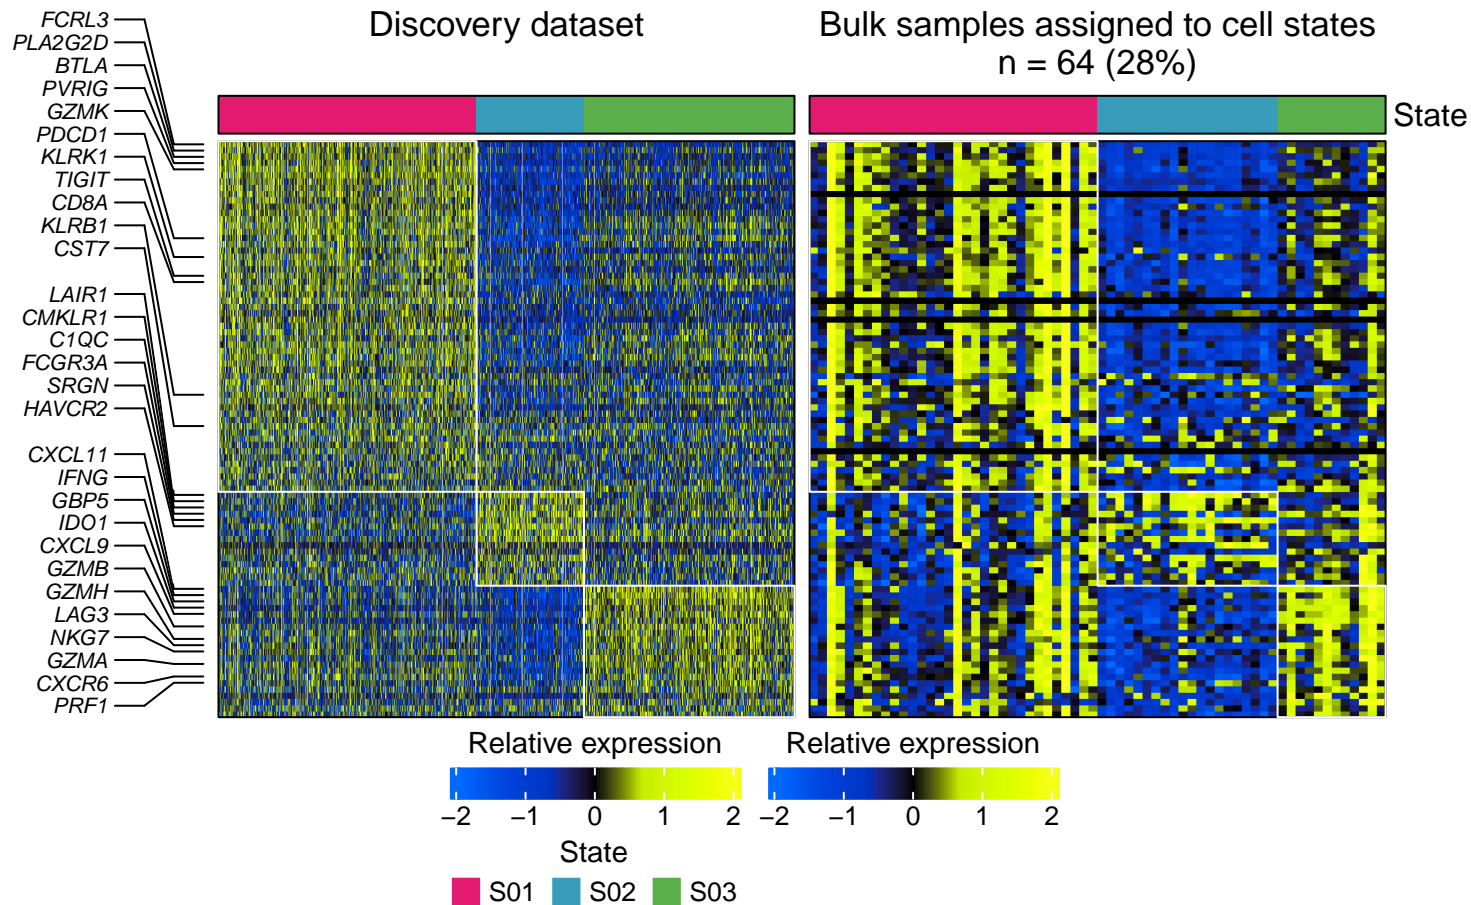 Discovery dataset
Bulk samples assigned to cell states
n = 64 (28%)
State
FCRL3
PLA2G2D
BTLA
PVRIG
GZMK
PDCD1
KLRK1
TIGIT
CD8A
KLRB1
CST7
LAIR1
CMKLR1
C1QC
FCGR3A
SRGN
HAVCR2
CXCL11
IFNG
GBP5
IDO1
CXCL9
GZMB
GZMH
LAG3
NKG7
GZMA
CXCR6
PRF1
Relative expression
−2 −1 0 1 2
Relative expression
−2 −1 0 1 2
State
S01 S02 S03